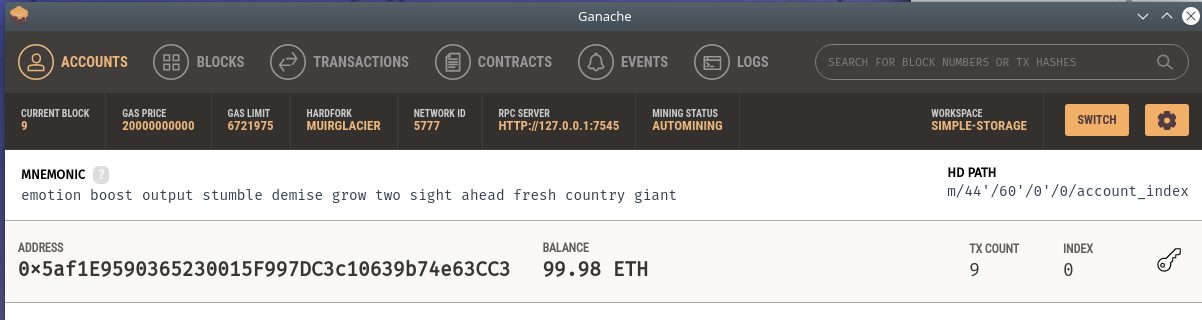 Ganache
ACCOUNTS BLOCKS TRANSACTIONS CONTRACTS EVENTS LOGS SEARCH FOR BLOCK NUMBERS OR TX HASHES
CURRENT BLOCK GAS PRICE GAS LIMIT HARDFORK NETWORK ID RPC SERVER MINING STATUS WORKSPACE
9 20000000000 6721975 MUIRGLACIER 5777 HTTP://127.0.0.1:7545 AUTOMINING SIMPLE-STORAGE SWITCH
MNEMONIC ? HD PATH
emotion boost output stumble demise grow two sight ahead fresh country giant m/44'/60'/0'/0/account_index
ADDRESS BALANCE TX COUNT INDEX
0×5af1E9590365230015F997DC3c10639b74e63CC3 99.98 ETH 9 0